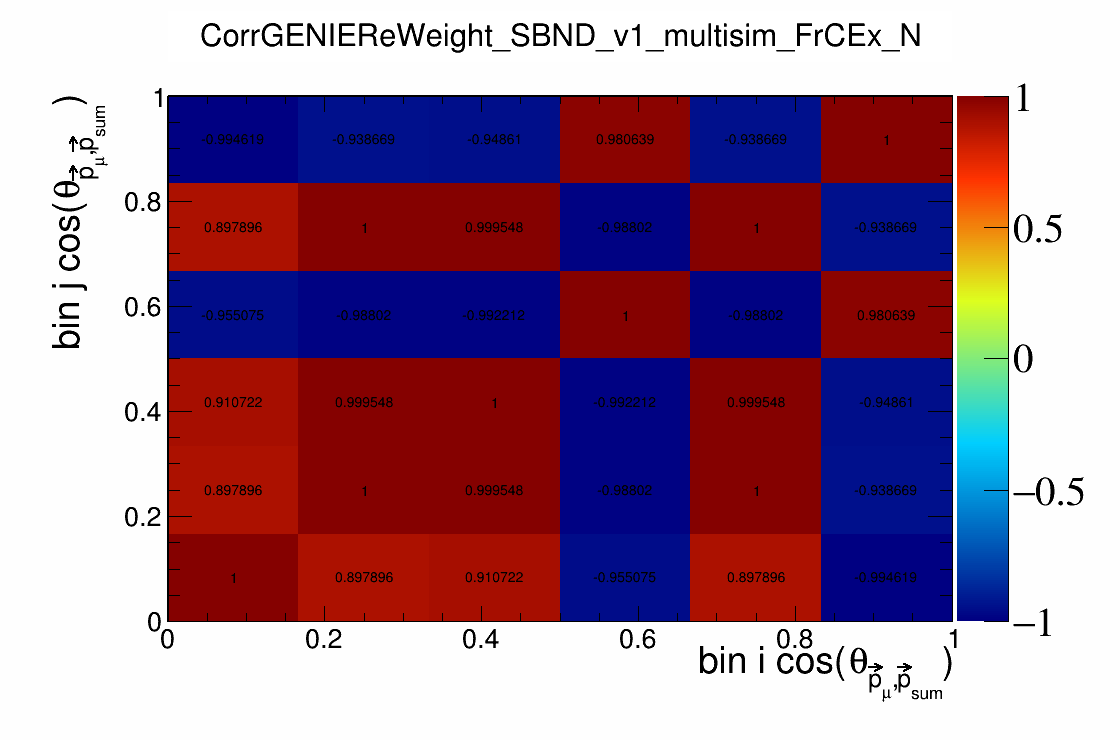 CorrGENIEReWeight_SBND_v1_multisim_FrCEx_N
bin j cos(θp⃗μ,p⃗sum)
1
0.8
0.6
0.4
0.2
0
-0.994619 -0.938669 -0.94861 0.980639 -0.938669 1
0.897896 1 0.999548 -0.98802 1 -0.938669
-0.955075 -0.98802 -0.992212 1 -0.98802 0.980639
0.910722 0.999548 1 -0.992212 0.999548 -0.94861
0.897896 1 0.999548 -0.98802 1 -0.938669
1 0.897896 0.910722 -0.955075 0.897896 -0.994619
0 0.2 0.4 0.6 0.8 1
bin i cos(θp⃗μ,p⃗sum)
1
0.5
0
−0.5
−1